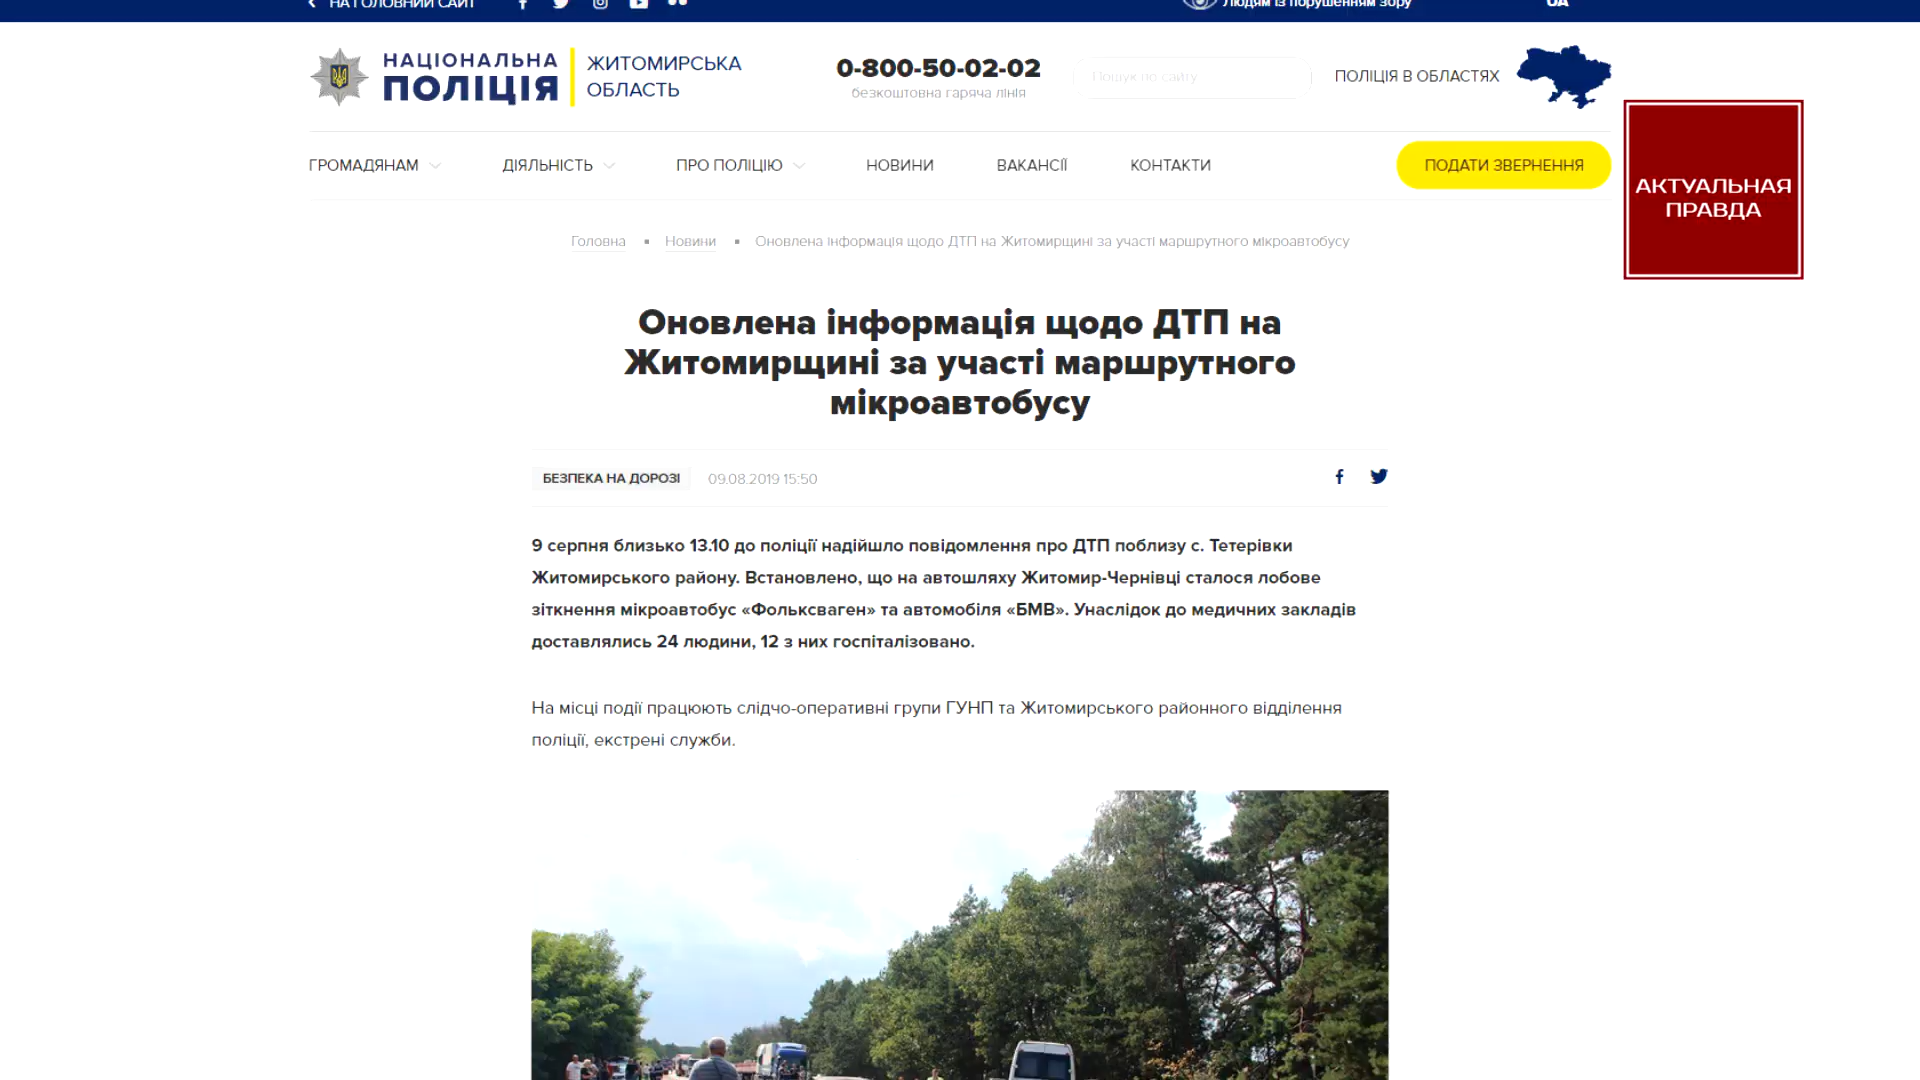 НА ГОЛОВНИЙ САЙТ
Людям із порушенням зору
UA
НАЦІОНАЛЬНА
ПОЛІЦІЯ
ЖИТОМИРСЬКА
ОБЛАСТЬ
0-800-50-02-02
безкоштовна гаряча лінія
Пошук по сайту
ПОЛІЦІЯ В ОБЛАСТЯХ
АКТУАЛЬНАЯ
ПРАВДА
ГРОМАДЯНАМ
ДІЯЛЬНІСТЬ
ПРО ПОЛІЦІЮ
НОВИНИ
ВАКАНСІЇ
КОНТАКТИ
ПОДАТИ ЗВЕРНЕННЯ
Головна ▪ Новини ▪ Оновлена інформація щодо ДТП на Житомирщині за участі маршрутного мікроавтобусу
Оновлена інформація щодо ДТП на
Житомирщині за участі маршрутного
мікроавтобусу
БЕЗПЕКА НА ДОРОЗІ
09.08.2019 15:50
9 серпня близько 13.10 до поліції надійшло повідомлення про ДТП поблизу с. Тетерівки
Житомирського району. Встановлено, що на автошляху Житомир-Чернівці сталося лобове
зіткнення мікроавтобус «Фольксваген» та автомобіля «БМВ». Унаслідок до медичних закладів
доставлялись 24 людини, 12 з них госпіталізовано.
На місці події працюють слідчо-оперативні групи ГУНП та Житомирського районного відділення
поліції, екстрені служби.